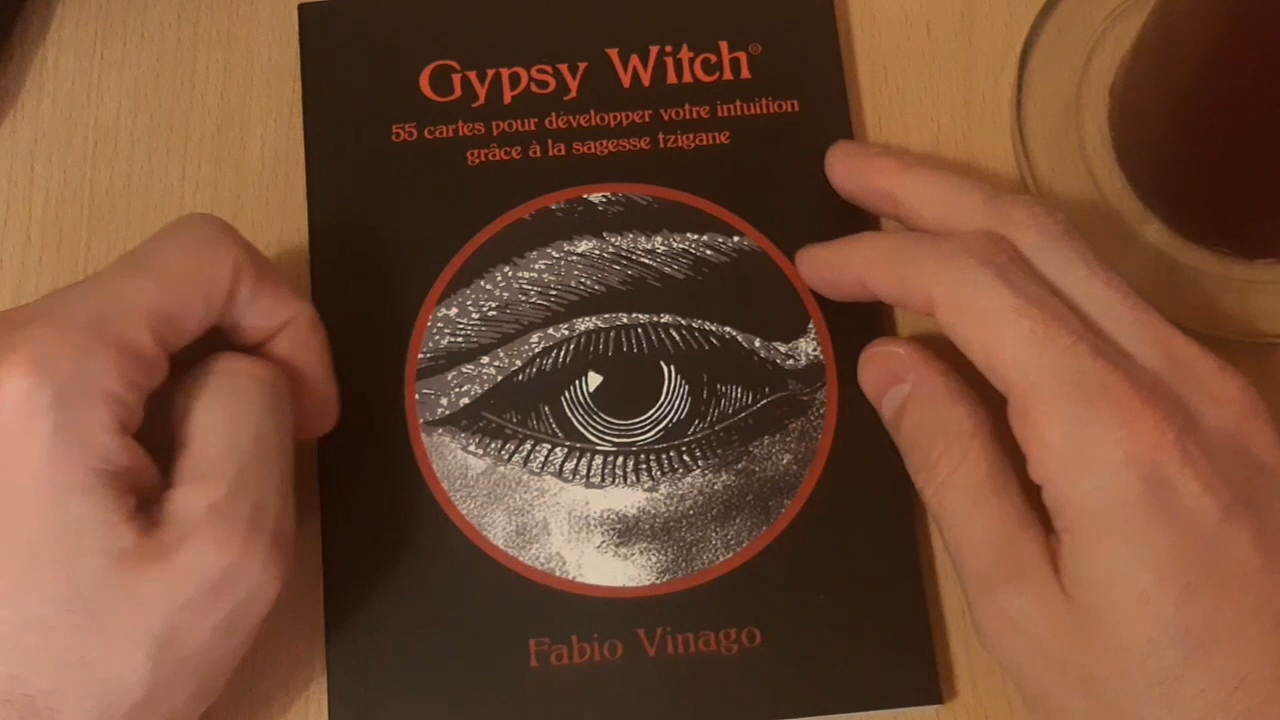 Gypsy Witch®
55 cartes pour développer votre intuition
grâce à la sagesse tzigane
Fabio Vinago